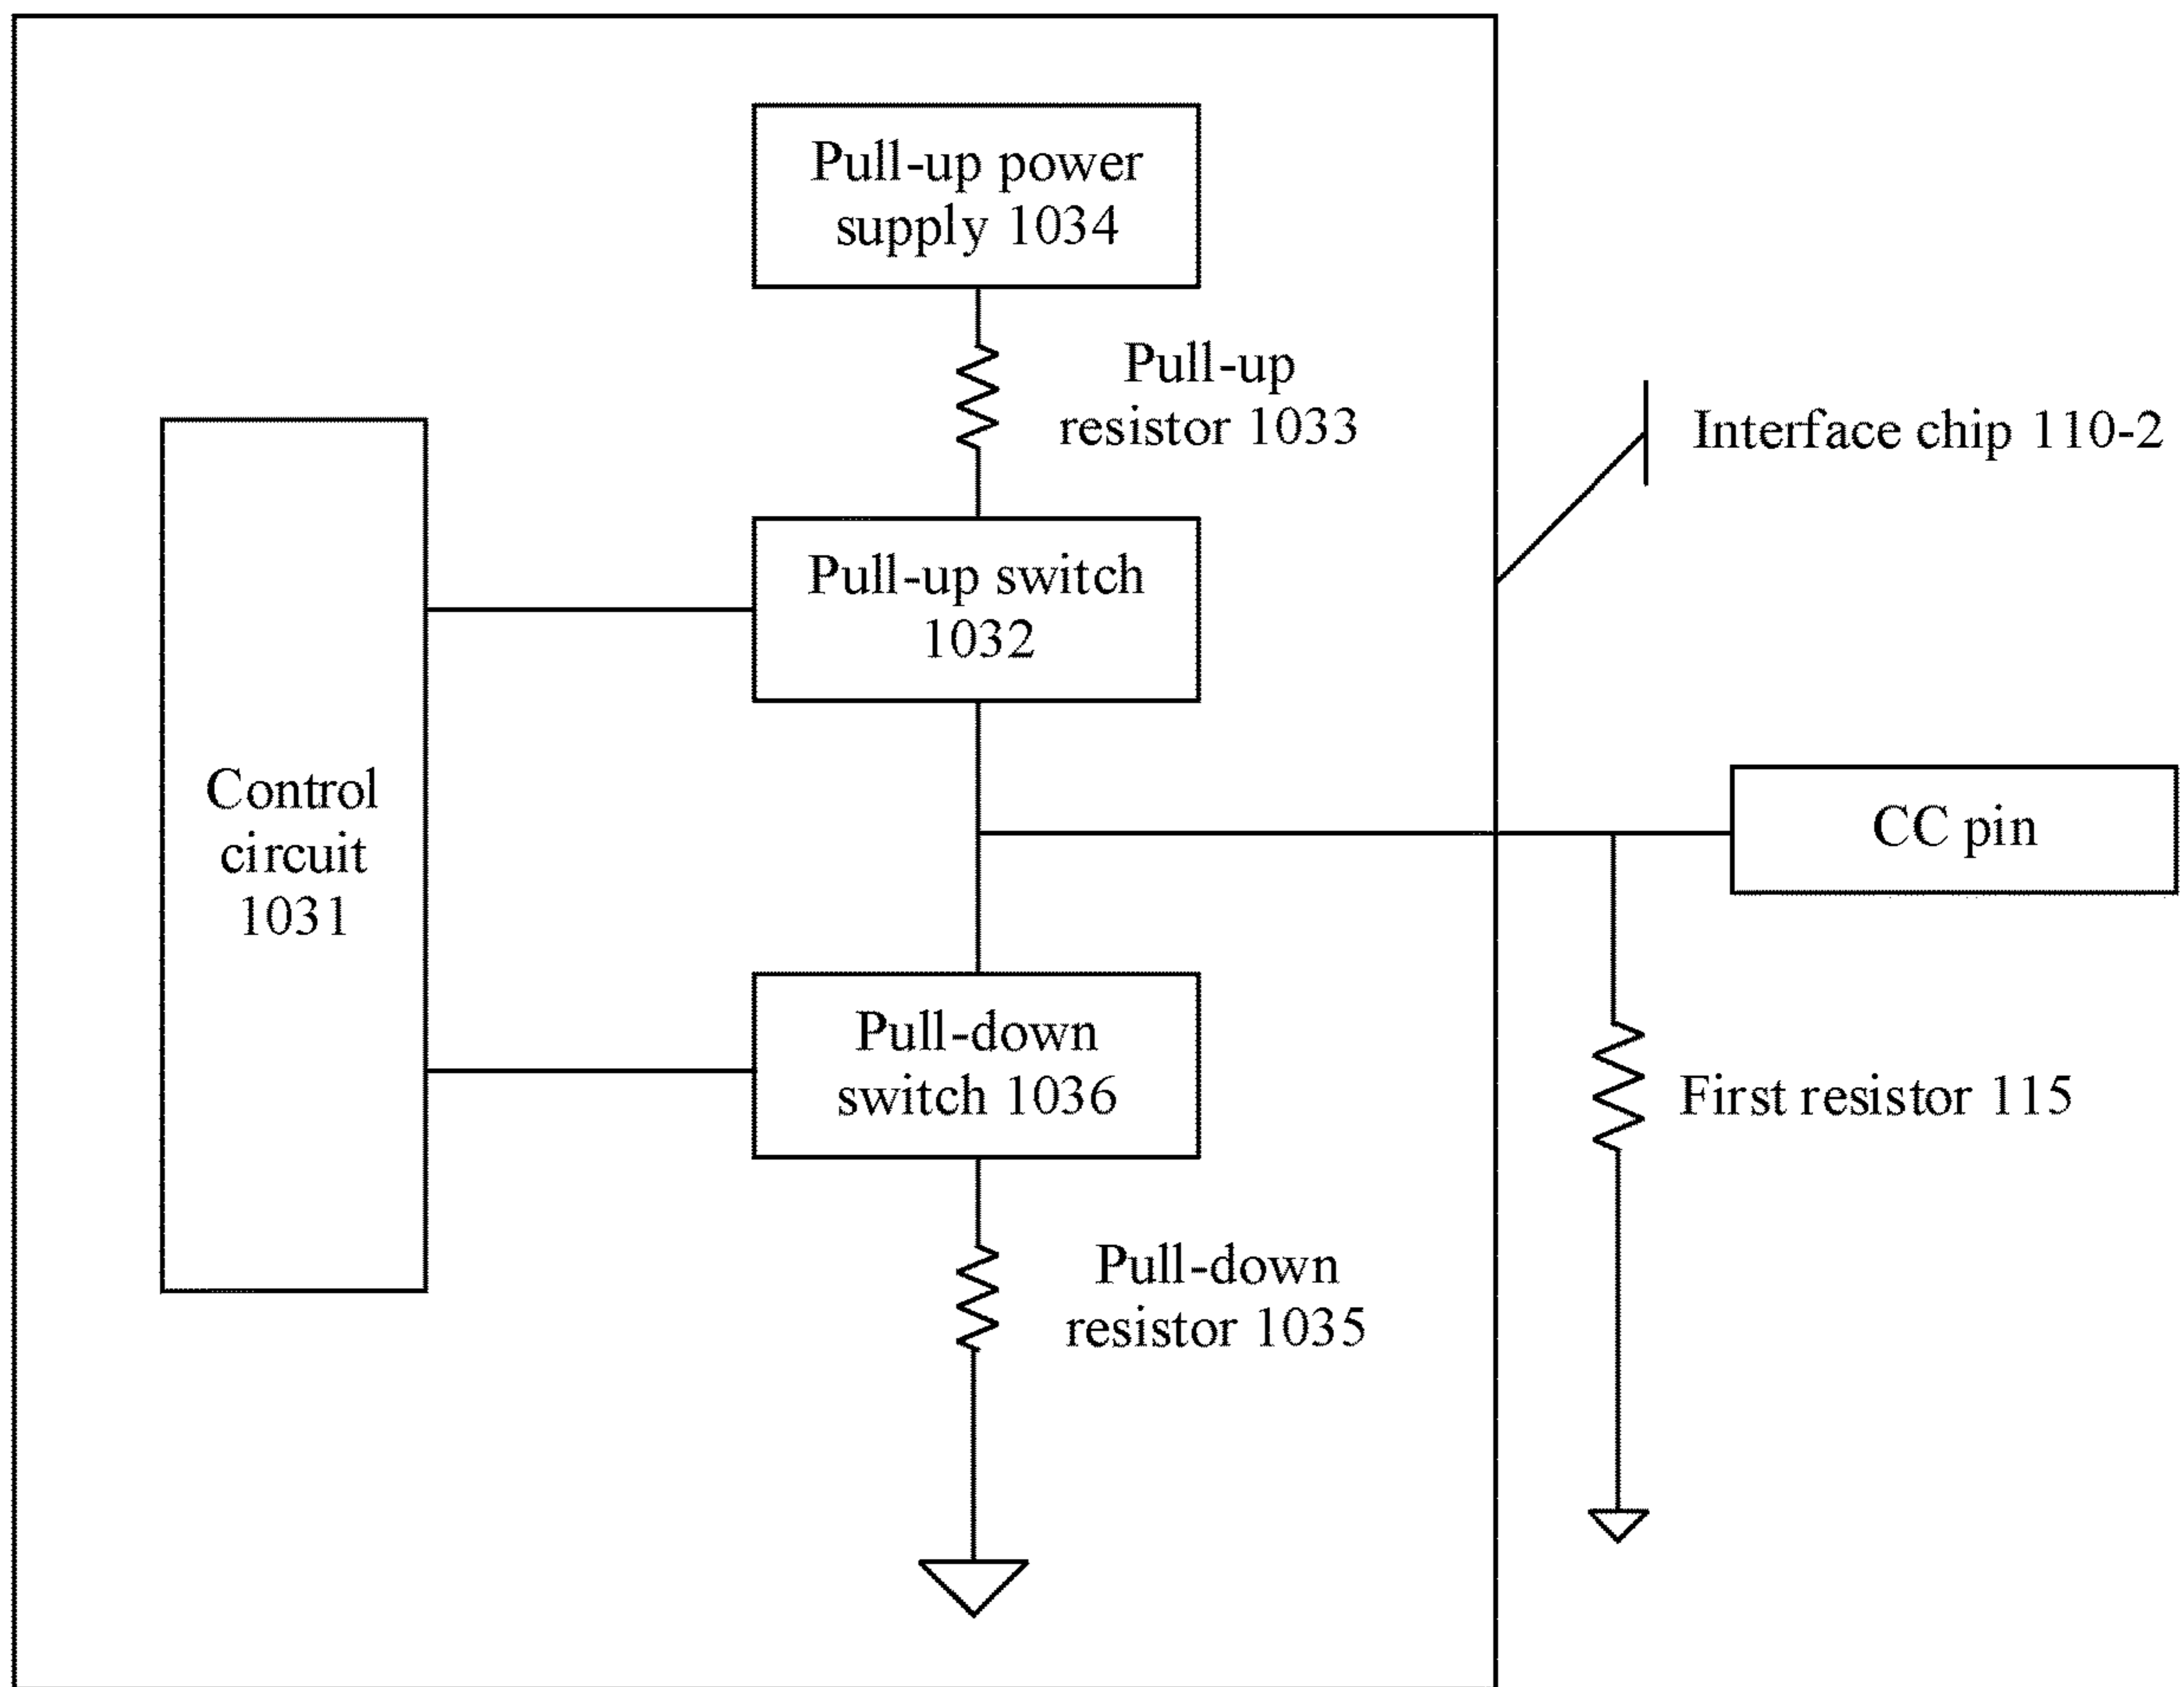 Pull-up power
supply 1034
Pull-up
resistor 1033
Interface chip 110-2
Pull-up switch
1032
Control
circuit
1031
CC pin
Pull-down
switch 1036
First resistor 115
Pull-down
resistor 1035